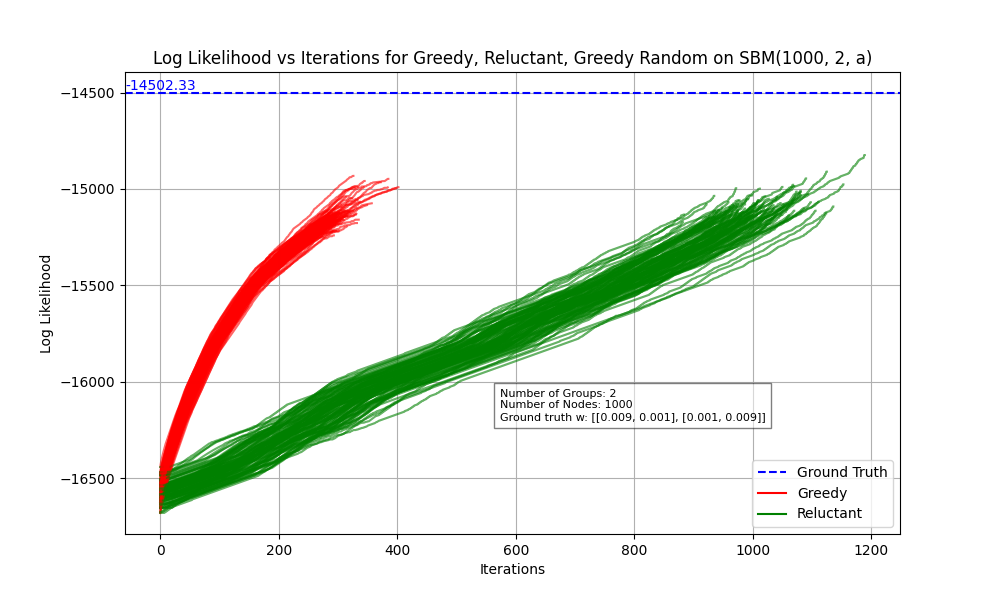 Log Likelihood vs Iterations for Greedy, Reluctant, Greedy Random on SBM(1000, 2, a)
-14502.33
−14500
−15000
−15500
−16000
−16500
Log Likelihood
Number of Groups: 2
Number of Nodes: 1000
Ground truth w: [[0.009, 0.001], [0.001, 0.009]]
Ground Truth
Greedy
Reluctant
0 200 400 600 800 1000 1200
Iterations